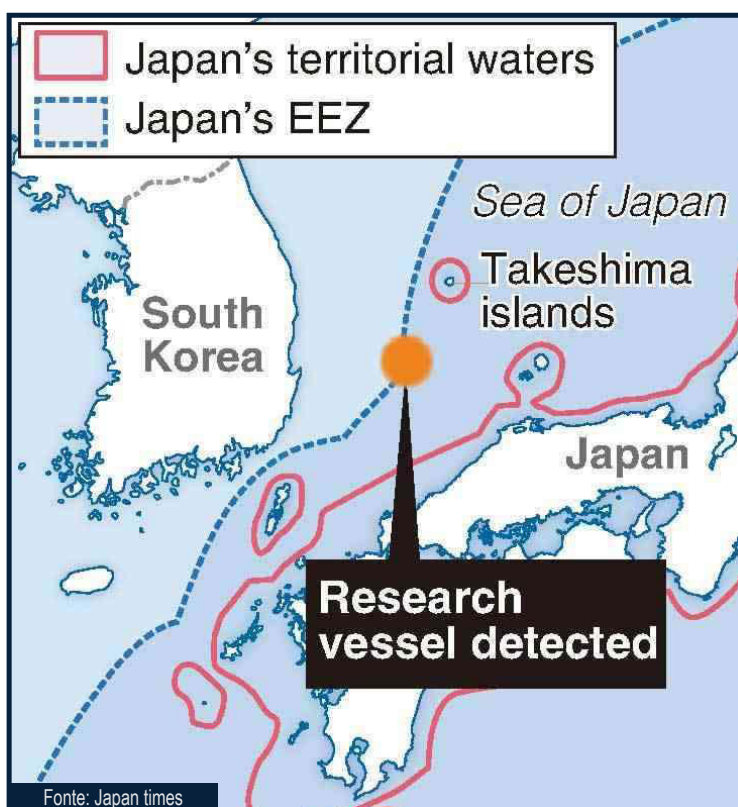 Japan's territorial waters
Japan's EEZ
Sea of Japan
Takeshima
islands
South
Korea
Japan
Research
vessel detected
Fonte: Japan times